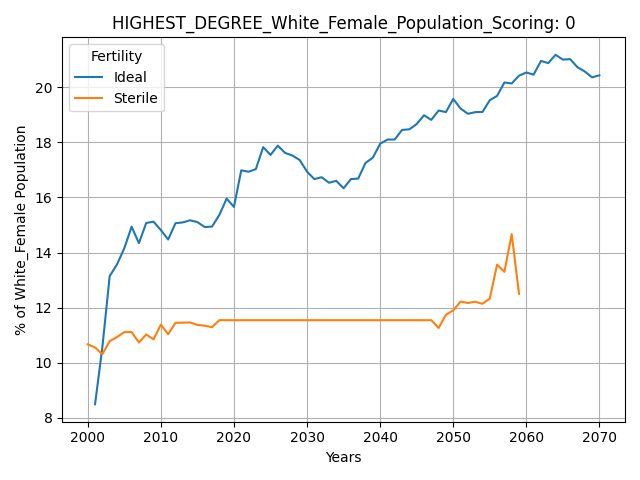 HIGHEST_DEGREE_White_Female_Population_Scoring: 0
Fertility
Ideal
Sterile
% of White_Female Population
20
18
16
14
12
10
8
2000 2010 2020 2030 2040 2050 2060 2070
Years